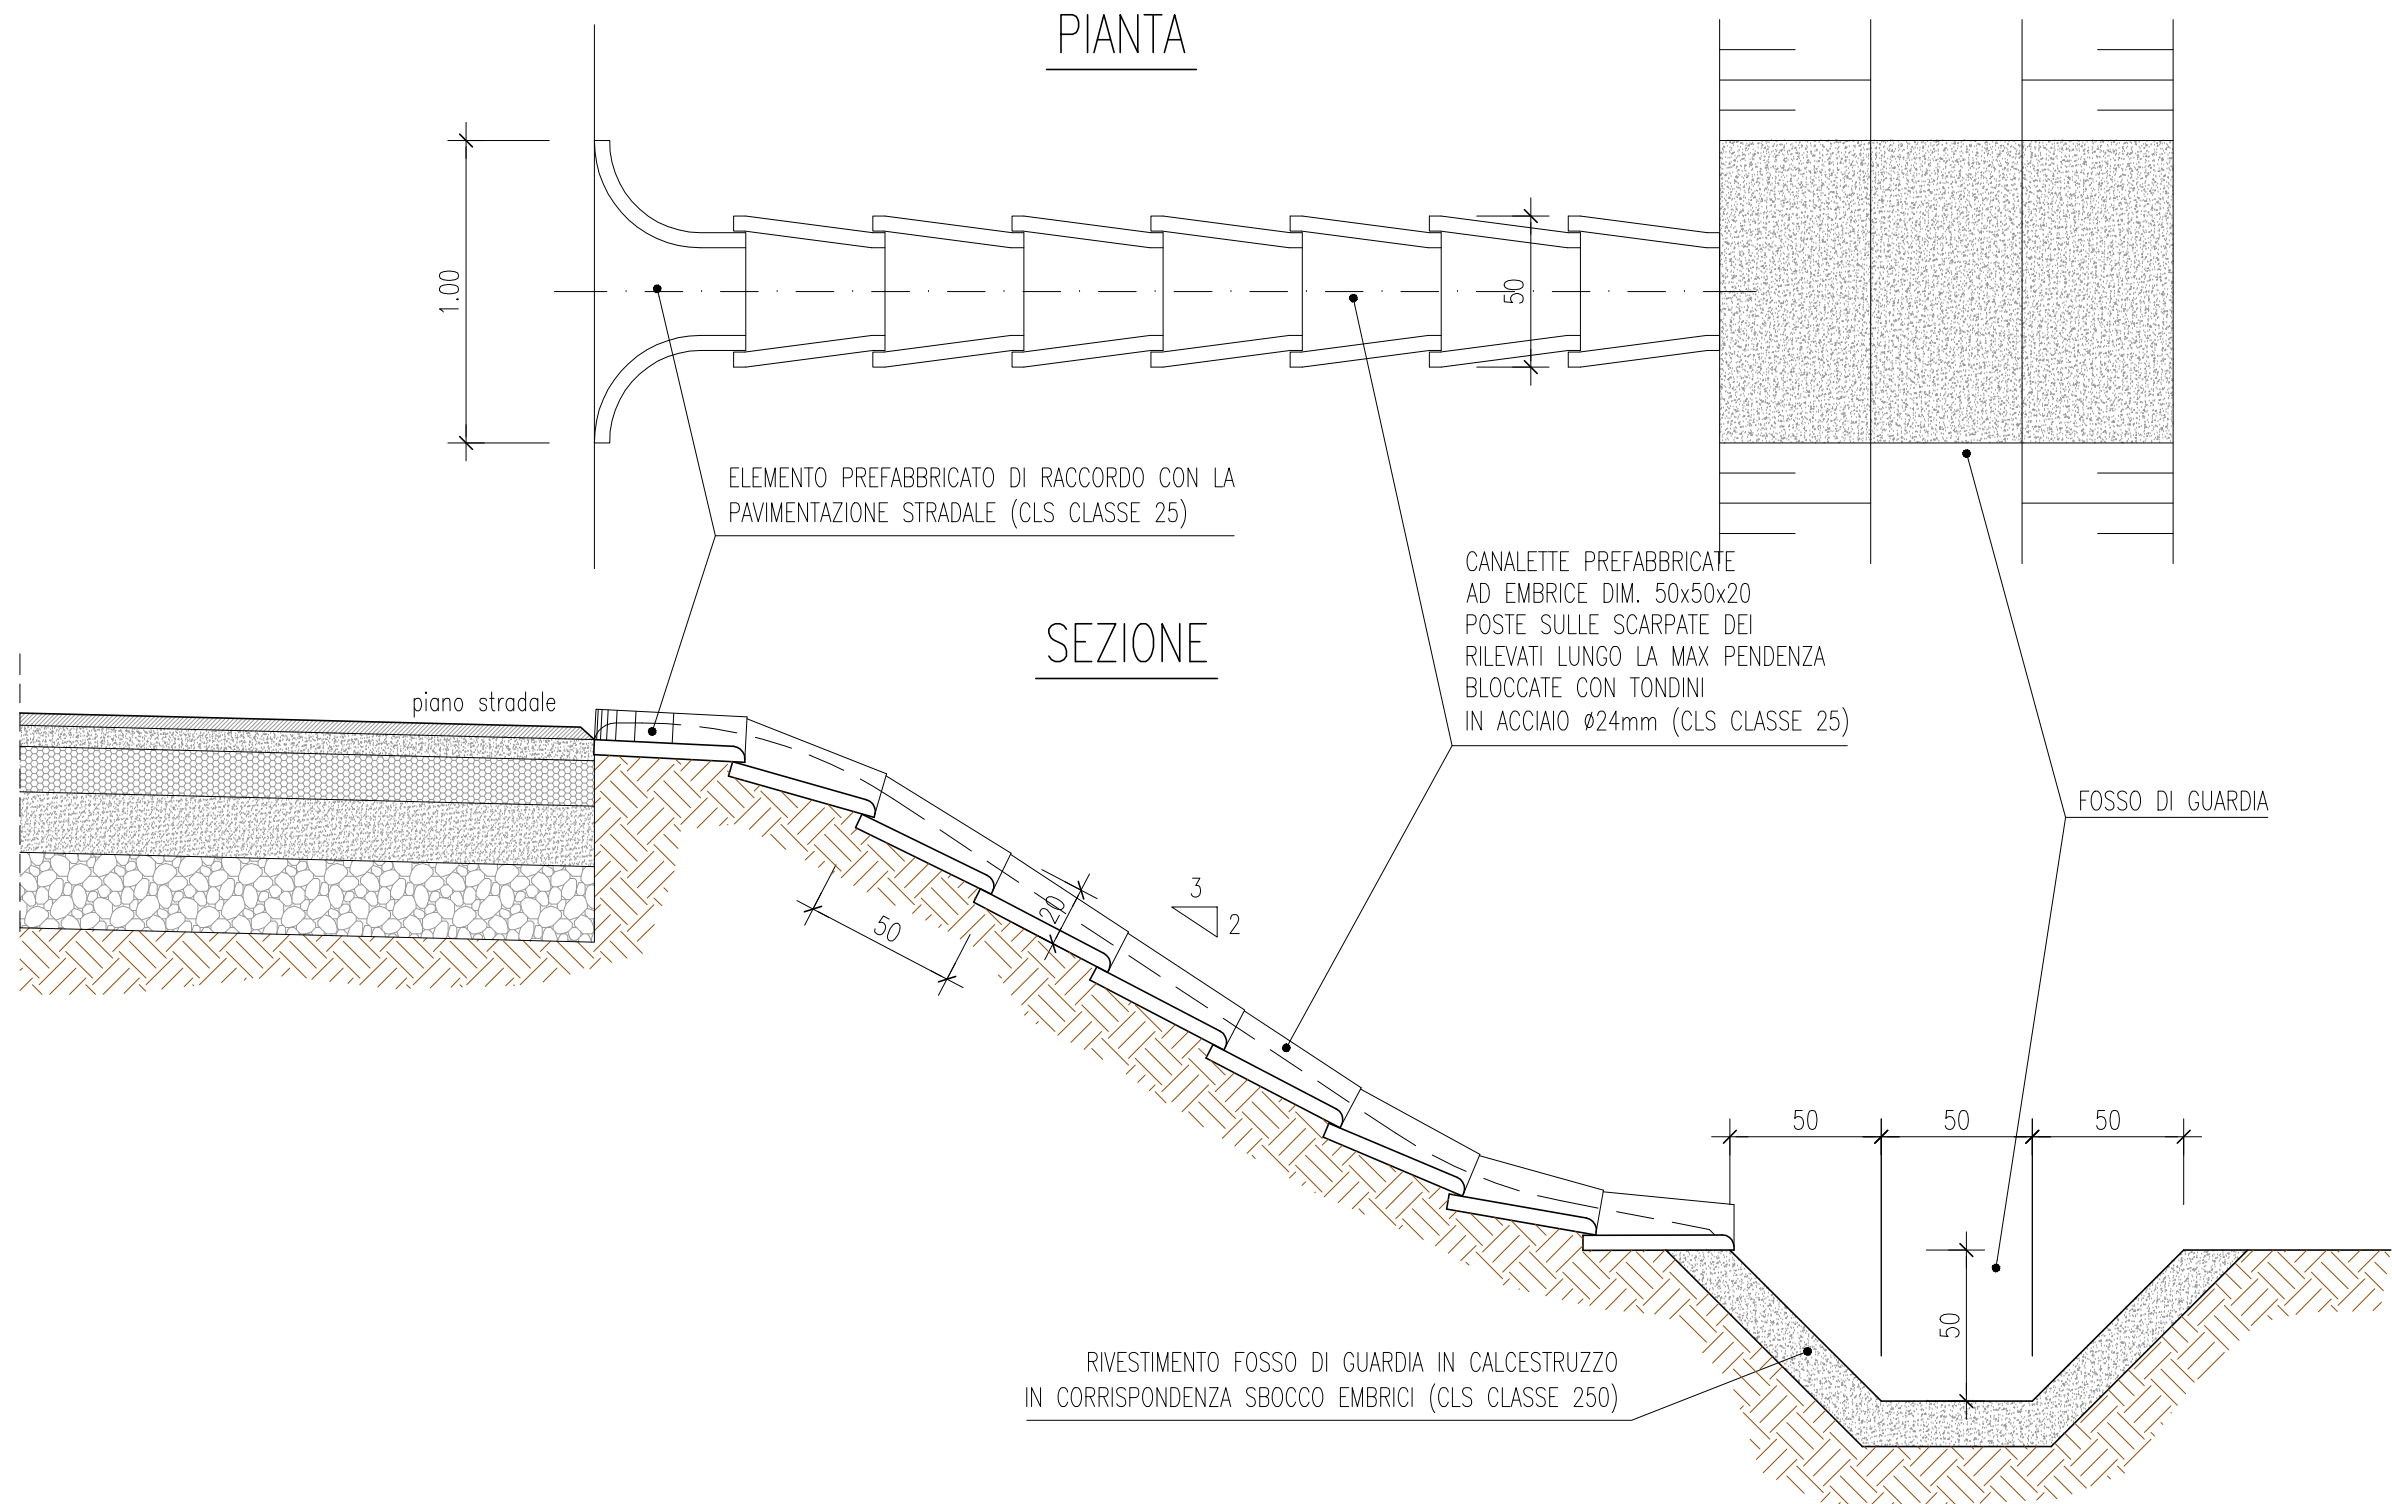 PIANTA
1.00
50
ELEMENTO PREFABBRICATO DI RACCORDO CON LA
PAVIMENTAZIONE STRADALE (CLS CLASSE 25)
CANALETTE PREFABBRICATE
AD EMBRICE DIM. 50x50x20
POSTE SULLE SCARPATE DEI
RILEVATI LUNGO LA MAX PENDENZA
BLOCCATE CON TONDINI
IN ACCIAIO Ø24mm (CLS CLASSE 25)
SEZIONE
piano stradale
FOSSO DI GUARDIA
3
2
20
50
50
50
50
50
RIVESTIMENTO FOSSO DI GUARDIA IN CALCESTRUZZO
IN CORRISPONDENZA SBOCCO EMBRICI (CLS CLASSE 250)